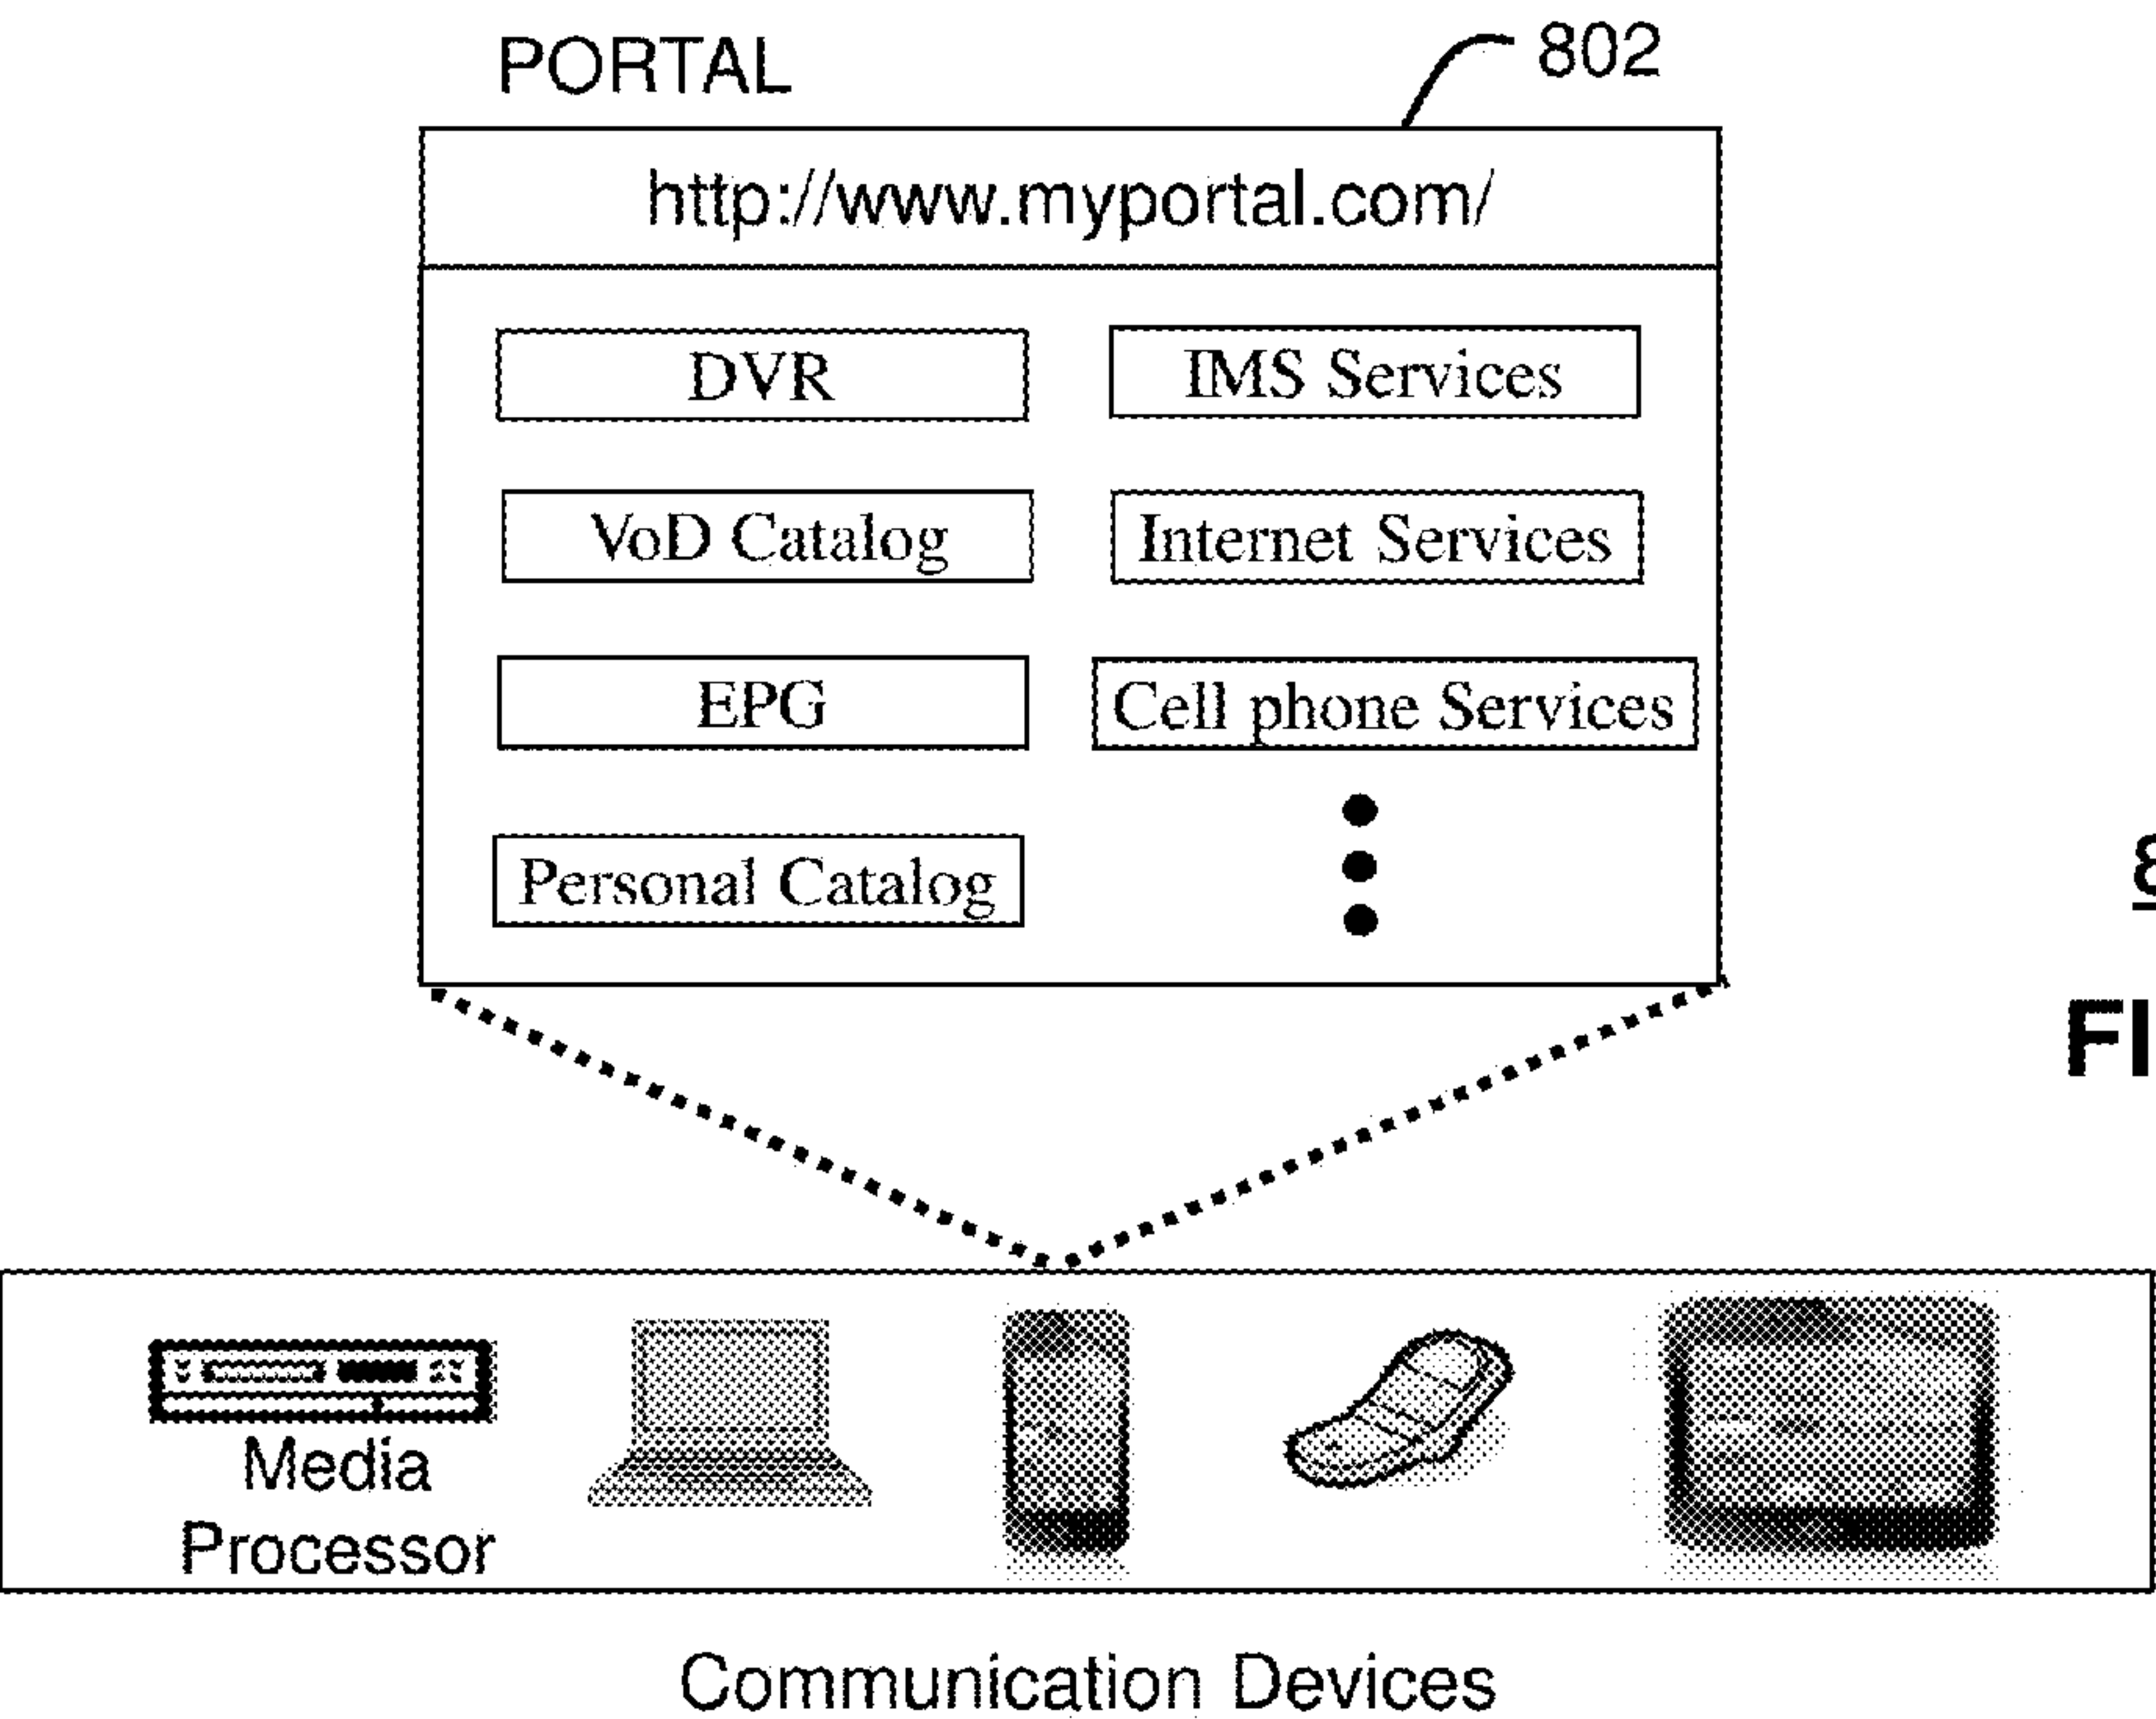 PORTAL
802
http://www.myportal.com/
DVR
IMS Services
VoD Catalog
Internet Services
EPG
Cell phone Services
Personal Catalog
Media
Processor
Communication Devices